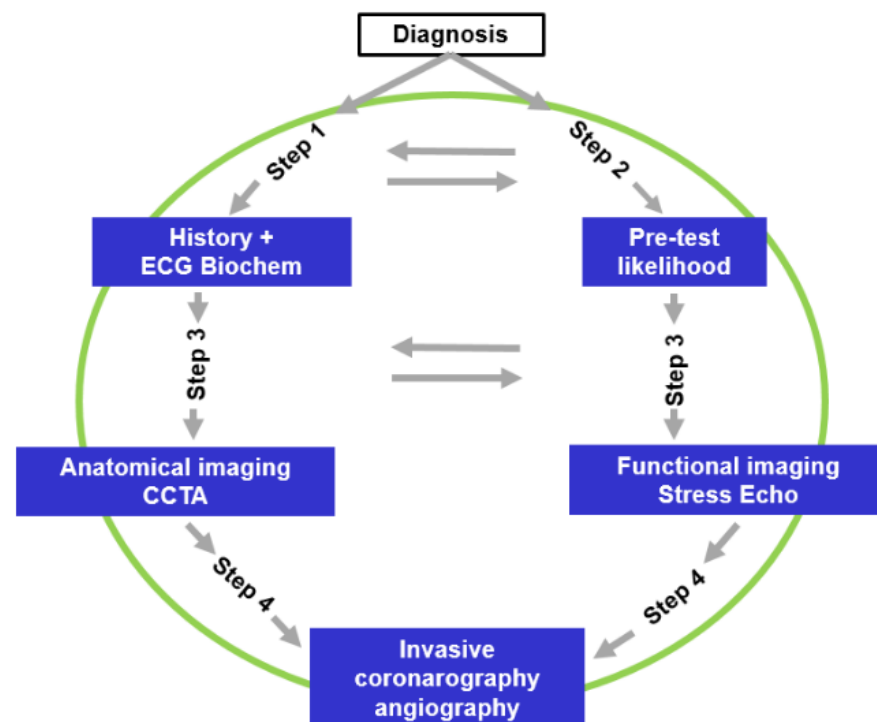 Diagnosis
Step 1
Step 2
History +
ECG Biochem
Pre-test
likelihood
Step 3
Step 3
Anatomical imaging
CCTA
Functional imaging
Stress Echo
Step 4
Step 4
Invasive
coronarography
angiography